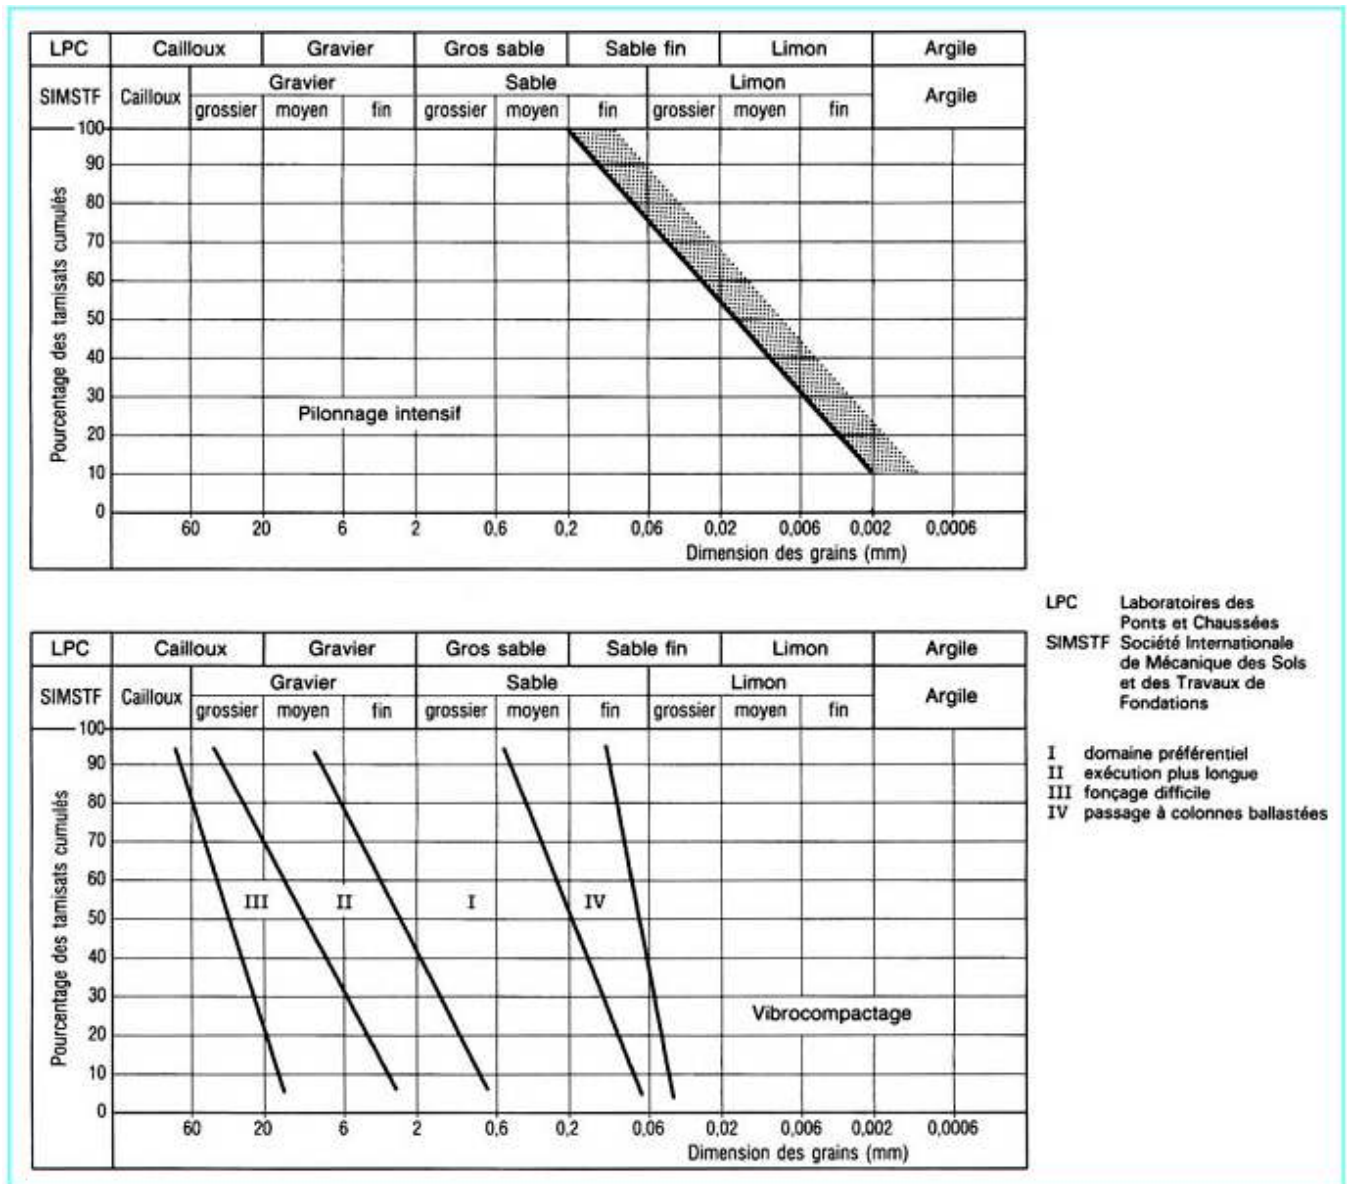 LPC Cailloux Gravier Gros sable Sable fin Limon Argile
SIMSTF Cailloux Gravier Sable Limon Argile
grossier moyen fin grossier moyen fin grossier moyen fin
Pourcentage des tamisats cumulés
100
90
80
70
60
50
40
30
20
10
0
Pilonnage intensif
60 20 6 2 0,6 0,2 0,06 0,02 0,006 0,002 0,0006
Dimension des grains (mm)
LPC Cailloux Gravier Gros sable Sable fin Limon Argile
SIMSTF Cailloux Gravier Sable Limon Argile
grossier moyen fin grossier moyen fin grossier moyen fin
Pourcentage des tamisats cumulés
100
90
80
70
60
50
40
30
20
10
0
III II I IV
Vibrocompactage
60 20 6 2 0,6 0,2 0,06 0,02 0,006 0,002 0,0006
Dimension des grains (mm)
LPC Laboratoires des
Ponts et Chaussées
SIMSTF Société Internationale
de Mécanique des Sols
et des Travaux de
Fondations
I domaine préférentiel
II exécution plus longue
III fonçage difficile
IV passage à colonnes ballastées